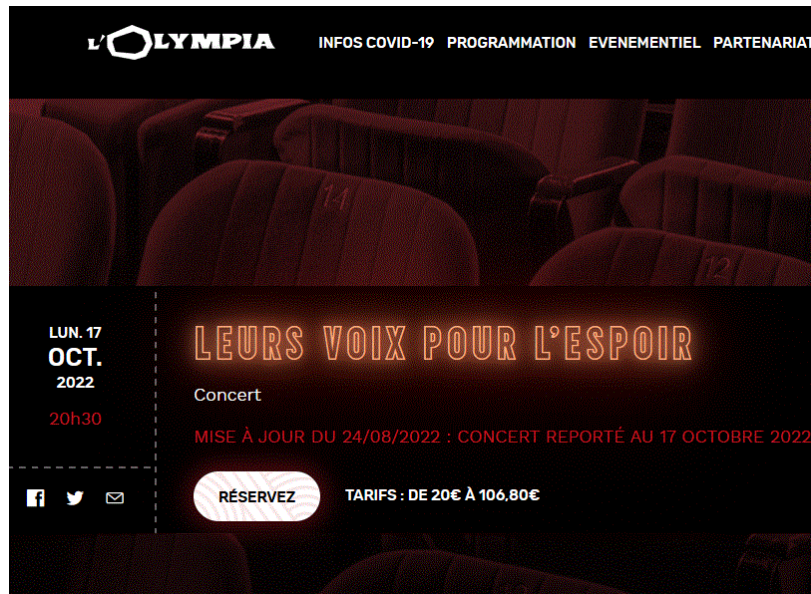 L'OLYMPIA
INFOS COVID-19 PROGRAMMATION EVENEMENTIEL PARTENARIAT
14
12
LUN. 17
OCT.
2022
20h30
LEURS VOIX POUR L'ESPOIR
Concert
MISE À JOUR DU 24/08/2022 : CONCERT REPORTÉ AU 17 OCTOBRE 2022
RÉSERVEZ
TARIFS : DE 20€ À 106,80€